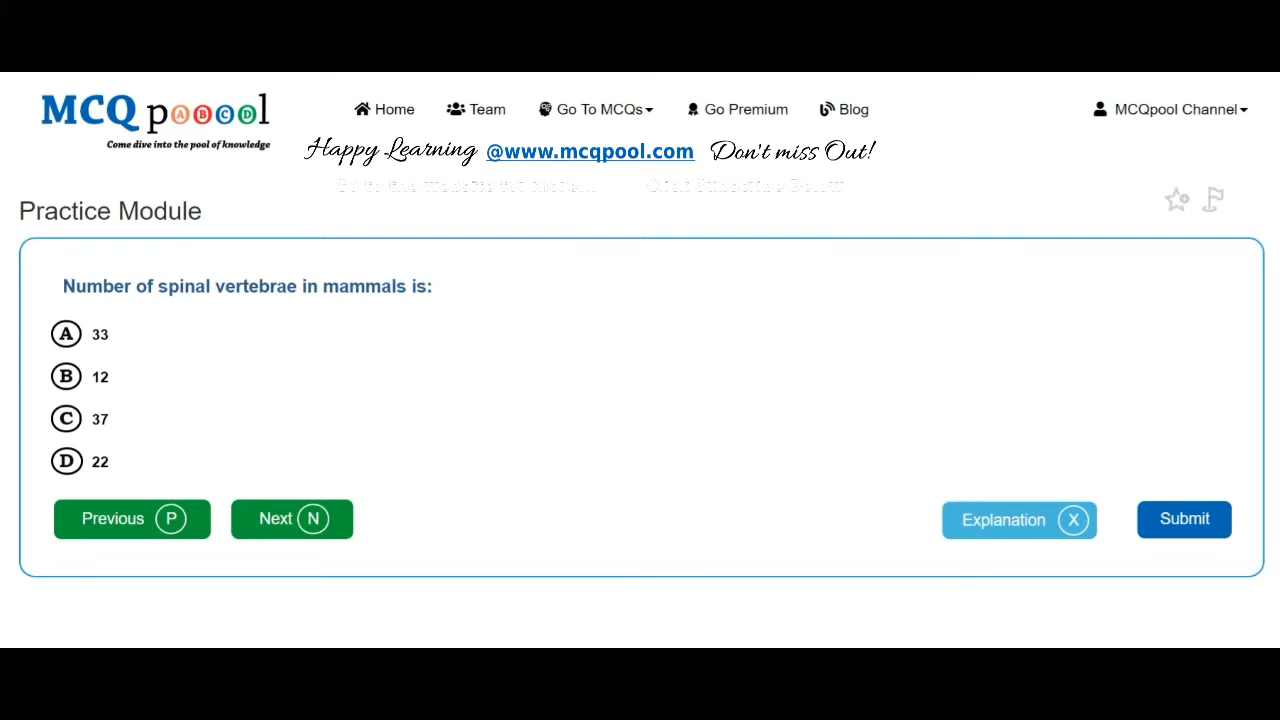 MCQ poool
A B C D
Come dive into the pool of knowledge
Home Team Go To MCQs Go Premium Blog MCQpool Channel
Happy Learning @www.mcqpool.com Don't miss Out!
Practice Module
Number of spinal vertebrae in mammals is:
A 33
B 12
C 37
D 22
Previous P Next N Explanation X Submit